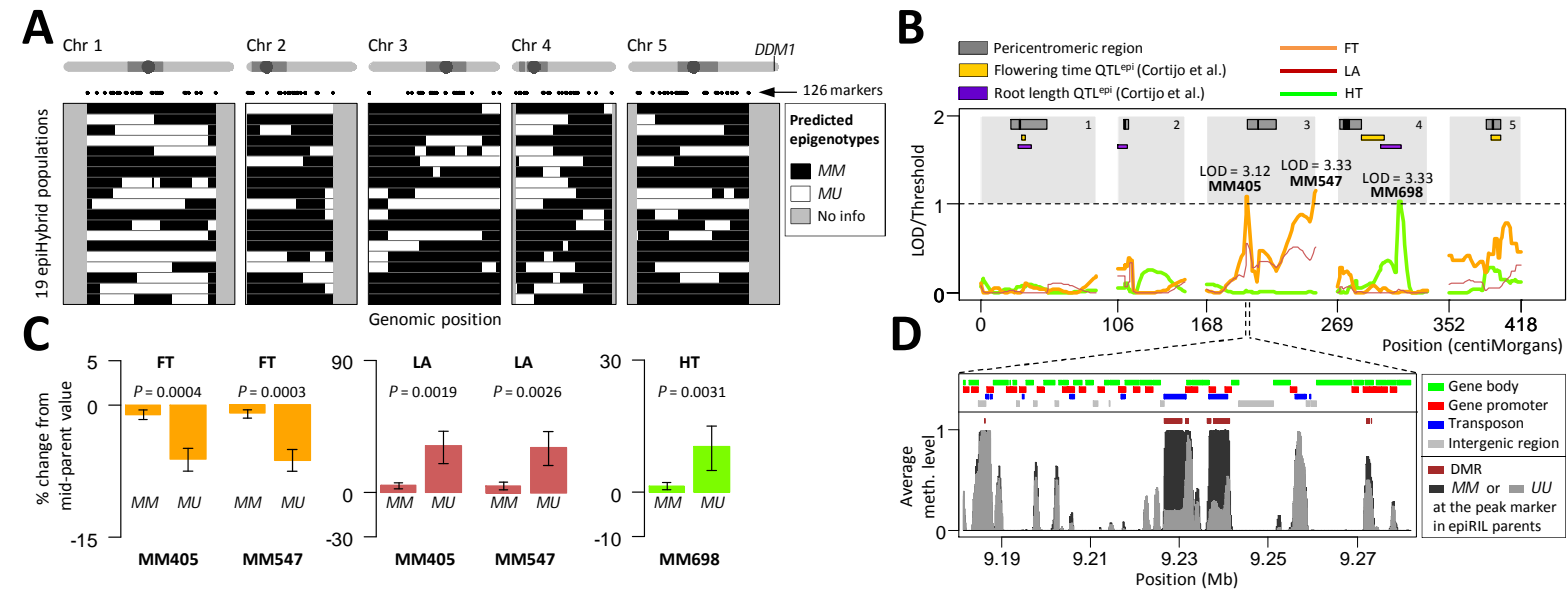 A
Chr 1
Chr 2
Chr 3
Chr 4
Chr 5
DDM1
126 markers
19 epiHybrid populations
Predicted
epigenotypes
MM
MU
No info
Genomic position
B
Pericentromeric region
Flowering time QTLepi (Cortijo et al.)
Root length QTLepi (Cortijo et al.)
FT
LA
HT
LOD/Threshold
2
1
0
0
1
2
3
4
5
LOD = 3.12
MM405
LOD = 3.33
MM547
LOD = 3.33
MM698
0
106
168
269
352
418
Position (centiMorgans)
C
% change from
mid-parent value
5
0
-15
FT
P = 0.0004
MM
MU
MM405
FT
P = 0.0003
MM
MU
MM547
90
0
-30
LA
P = 0.0019
MM
MU
MM405
LA
P = 0.0026
MM
MU
MM547
30
0
-10
HT
P = 0.0031
MM
MU
MM698
D
Average
meth. level
1
0
9.19
9.21
9.23
9.25
9.27
Position (Mb)
Gene body
Gene promoter
Transposon
Intergenic region
DMR
MM or UU
at the peak marker
in epiRIL parents